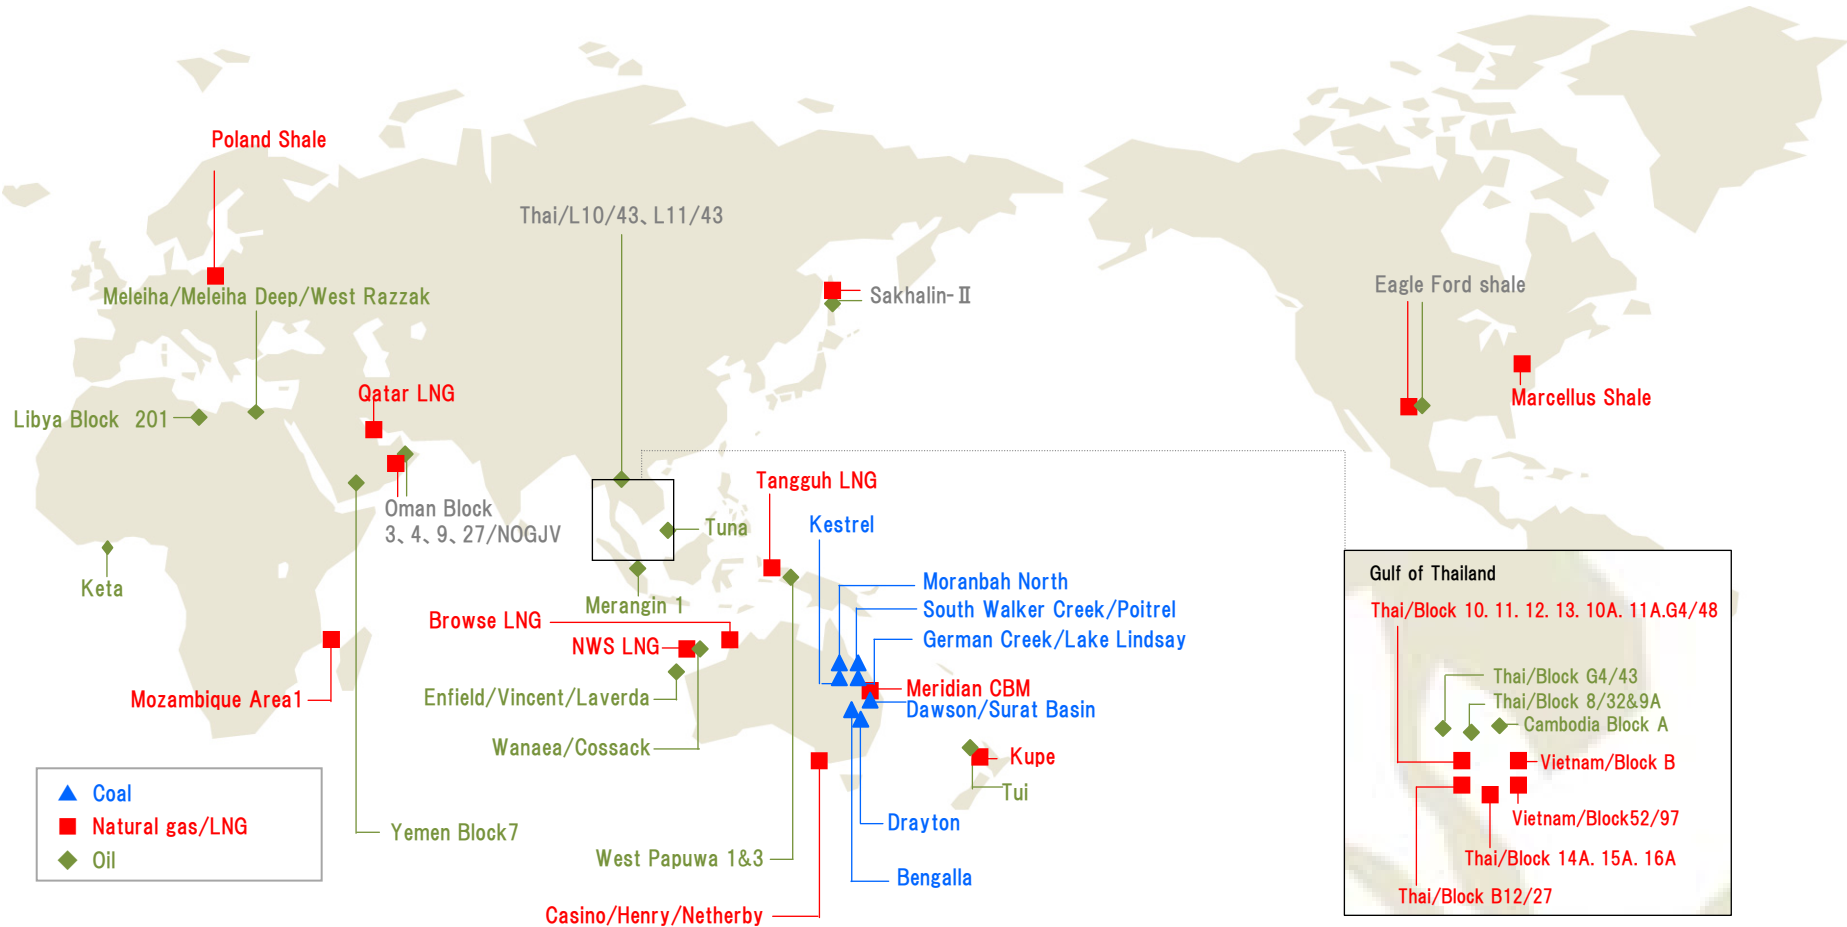 Poland Shale
Thai/L10/43、L11/43
Meleiha/Meleiha Deep/West Razzak
Sakhalin-Ⅱ
Eagle Ford shale
Qatar LNG
Marcellus Shale
Libya Block 201
Tangguh LNG
Oman Block
3、4、9、27/NOGJV
Tuna
Kestrel
Keta
Merangin 1
Moranbah North
South Walker Creek/Poitrel
German Creek/Lake Lindsay
Browse LNG
NWS LNG
Mozambique Area1
Enfield/Vincent/Laverda
Meridian CBM
Dawson/Surat Basin
Wanaea/Cossack
Kupe
Tui
Yemen Block7
Drayton
West Papuwa 1&3
Bengalla
Casino/Henry/Netherby
Coal
Natural gas/LNG
Oil
Gulf of Thailand
Thai/Block 10. 11. 12. 13. 10A. 11A.G4/48
Thai/Block G4/43
Thai/Block 8/32&9A
Cambodia Block A
Vietnam/Block B
Vietnam/Block52/97
Thai/Block 14A. 15A. 16A
Thai/Block B12/27